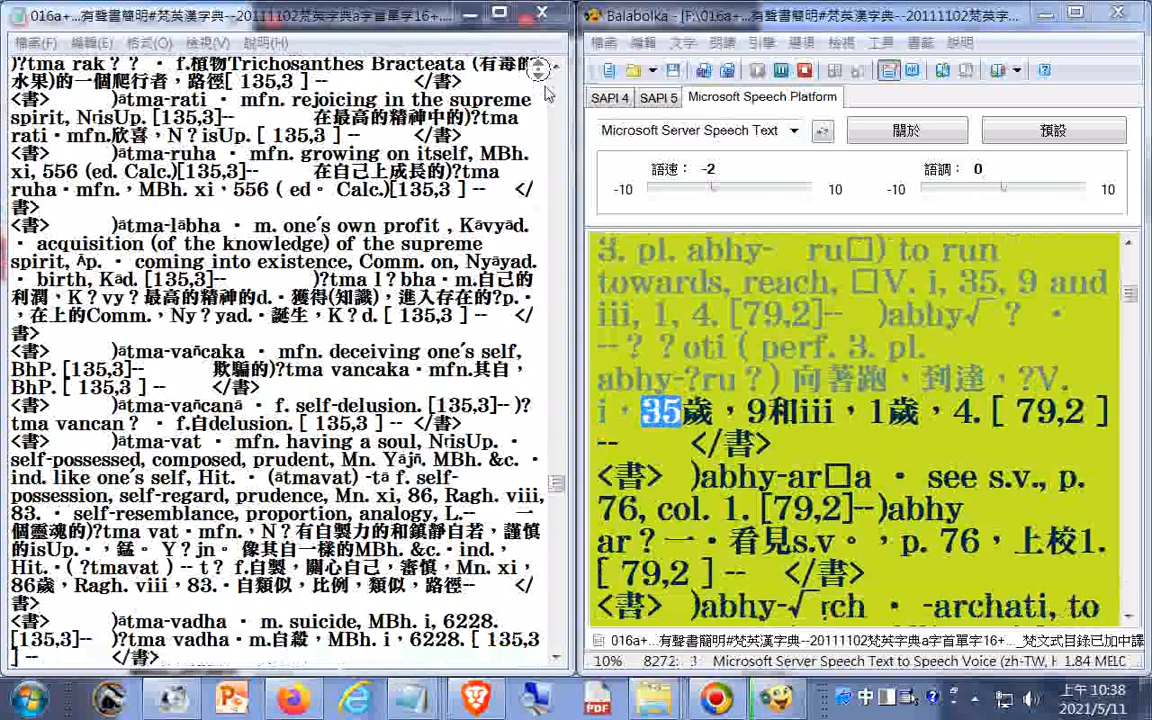 016a+...有聲書簡明#梵英漢字典--20111102梵英字典a字首單字16+...
檔案(F) 編輯(E) 格式(O) 檢視(V) 說明(H)
)?tma rak ? ? ‧ f.植物Trichosanthes Bracteata (有毒的
水果)的一個爬行者，路徑[ 135,3 ] -- </書>
<書> )ātma-rati ‧ mfn. rejoicing in the supreme
spirit, NṛisUp. [135,3]-- 在最高的精神中的)?tma
rati‧mfn.欣喜，N？isUp. [ 135,3 ] -- </書>
<書> )ātma-ruha ‧ mfn. growing on itself, MBh.
xi, 556 (ed. Calc.)[135,3]-- 在自己上成長的)?tma
ruha‧mfn.，MBh. xi，556 ( ed。 Calc.)[135,3 ] -- </
書>
<書> )ātma-lābha ‧ m. one's own profit , Kāvyād.
‧ acquisition (of the knowledge) of the supreme
spirit, Āp. ‧ coming into existence, Comm. on, Nyāyad.
‧ birth, Kād. [135,3]-- )?tma l？bha‧m.自己的
利潤，K？vy？最高的精神的d.‧獲得(知識)，進入存在的?p.‧
，在上的Comm.，Ny？yad.‧誕生，K？d. [ 135,3 ] -- </
書>
<書> )ātma-vañcaka ‧ mfn. deceiving one's self,
BhP. [135,3]-- 欺騙的)?tma vancaka‧mfn.其自，
BhP. [ 135,3 ] -- </書>
<書> )ātma-vañcanā ‧ f. self-delusion. [135,3]-- )?
tma vancan？ ‧ f.自delusion. [ 135,3 ] -- </書>
<書> )ātma-vat ‧ mfn. having a soul, NṛisUp. ‧
self-possessed, composed, prudent, Mn. Yājñ. MBh. &c. ‧
ind. like one's self, Hit. ‧ (ātmavat) -tā f. self-
possession, self-regard, prudence, Mn. xi, 86, Ragh. viii,
83. ‧ self-resemblance, proportion, analogy, L.-- 一
個靈魂的)?tma vat‧mfn.，N？有自製力的和鎮靜自若，謹慎
的isUp.‧，錳。 Y？jn。 像其自一樣的MBh. &c.‧ind.，
Hit.‧(？tmavat ) -- t？ f.自製，關心自己，審慎，Mn. xi，
86歲，Ragh. viii，83.‧自類似，比例，類似，路徑-- </
書>
<書> )ātma-vadha ‧ m. suicide, MBh. i, 6228.
[135,3]-- )?tma vadha‧m.自殺，MBh. i，6228. [ 135,3
] -- </書>
Balabolka - [F:\016a+...有聲書簡明#梵英漢字典--20111102梵英字...
檔案 編輯 文字 朗讀 引擎 選項 檢視 工具 書籤 說明
SAPI 4 SAPI 5 Microsoft Speech Platform
Microsoft Server Speech Text 關於 預設
語速： -2 語調： 0
-10 10 -10 10
3. pl. abhy- ru□) to run
towards, reach, □V. i, 35, 9 and
iii, 1, 4. [79,2]-- )abhy√ ? ‧
--? ?oti ( perf. 3. pl.
abhy-?ru ?) 向著跑，到達，?V.
i，35歲，9和iii，1歲，4. [ 79,2 ]
-- </書>
<書> )abhy-ar□a ‧ see s.v., p.
76, col. 1. [79,2]--)abhy
ar？一‧看見s.v。，p. 76，上校1.
[ 79,2 ] -- </書>
<書> )abhy-√ṛch ‧ -archati, to
016a+...有聲書簡明#梵英漢字典--20111102梵英字典a字首單字16+..._梵文式目錄已加中譯
10% 8272: 3 Microsoft Server Speech Text to Speech Voice (zh-TW, H 1.84 MELC
中
上午 10:38
2021/5/11